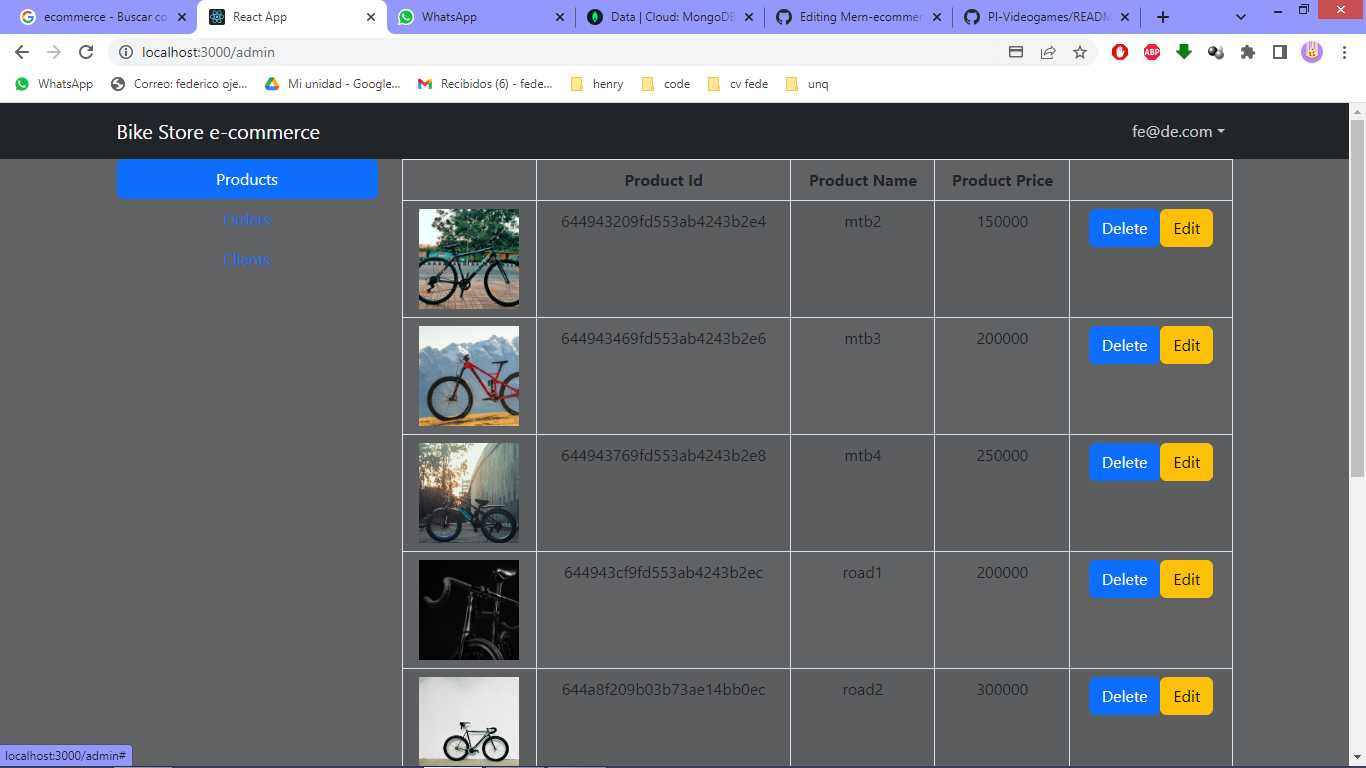 ecommerce - Buscar co
React App
WhatsApp
Data | Cloud: MongoDB
Editing Mern-ecommer
PI-Videogames/READM
localhost:3000/admin
ABP
WhatsApp
Correo: federico oje...
Mi unidad - Google...
Recibidos (6) - fede...
henry
code
cv fede
unq
Bike Store e-commerce
fe@de.com
Products
Orders
Clients
Product Id Product Name Product Price
644943209fd553ab4243b2e4 mtb2 150000 Delete Edit
644943469fd553ab4243b2e6 mtb3 200000 Delete Edit
644943769fd553ab4243b2e8 mtb4 250000 Delete Edit
644943cf9fd553ab4243b2ec road1 200000 Delete Edit
644a8f209b03b73ae14bb0ec road2 300000 Delete Edit
localhost:3000/admin#